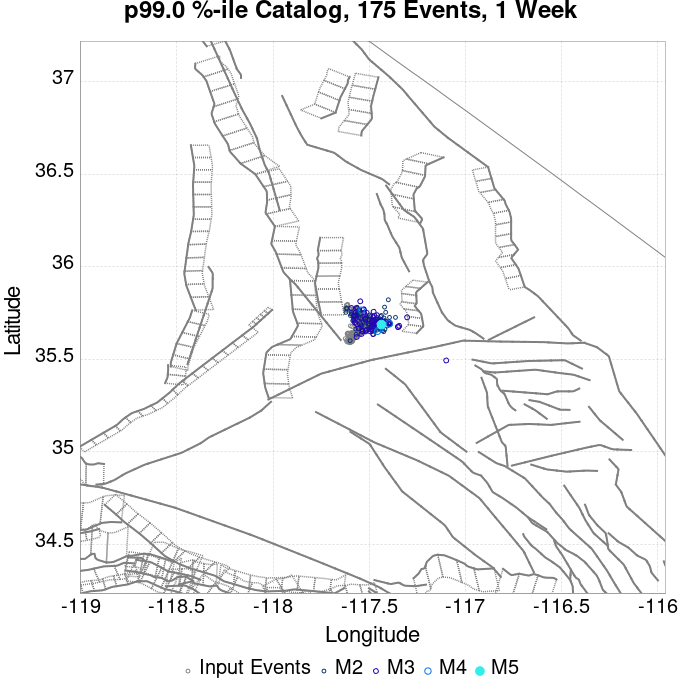 p99.0 %-ile Catalog, 175 Events, 1 Week
37
36.5
36
35.5
35
34.5
Latitude
-119 -118.5 -118 -117.5 -117 -116.5 -116
Longitude
Input Events M2 M3 M4 M5